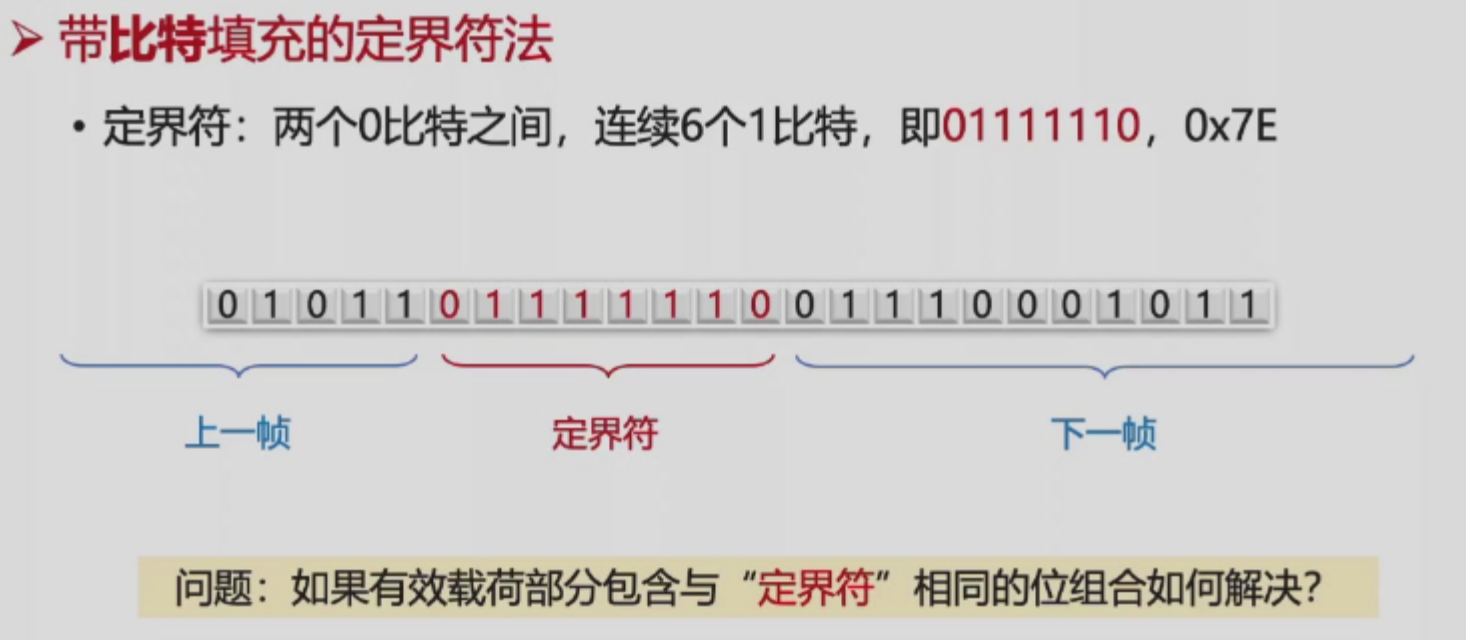 带比特填充的定界符法
• 定界符：两个0比特之间，连续6个1比特，即01111110，0x7E
0 1 0 1 1 0 1 1 1 1 1 1 0 0 1 1 1 0 0 0 1 0 1 1
上一帧 定界符 下一帧
问题：如果有效载荷部分包含与“定界符”相同的位组合如何解决？